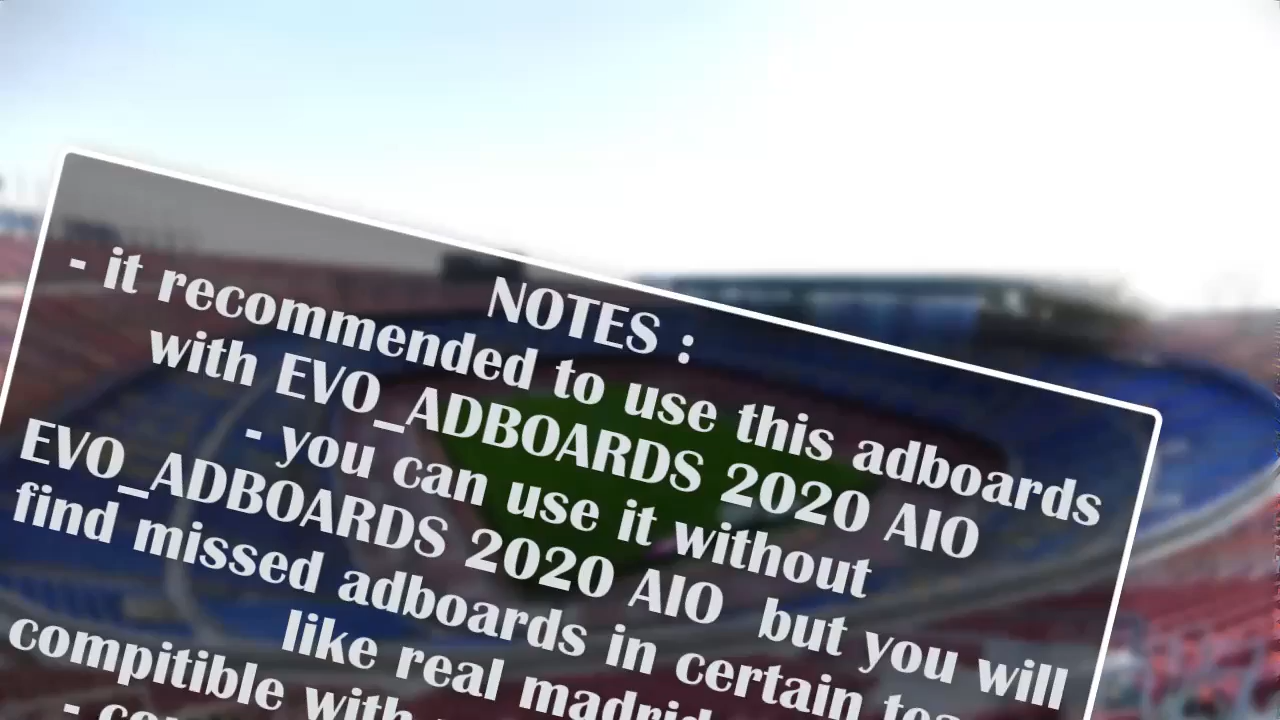 NOTES :
- it recommended to use this adboards
with EVO_ADBOARDS 2020 AIO
- you can use it without
EVO_ADBOARDS 2020 AIO  but you will
find missed adboards in certain
like real madrid
compitible with
-